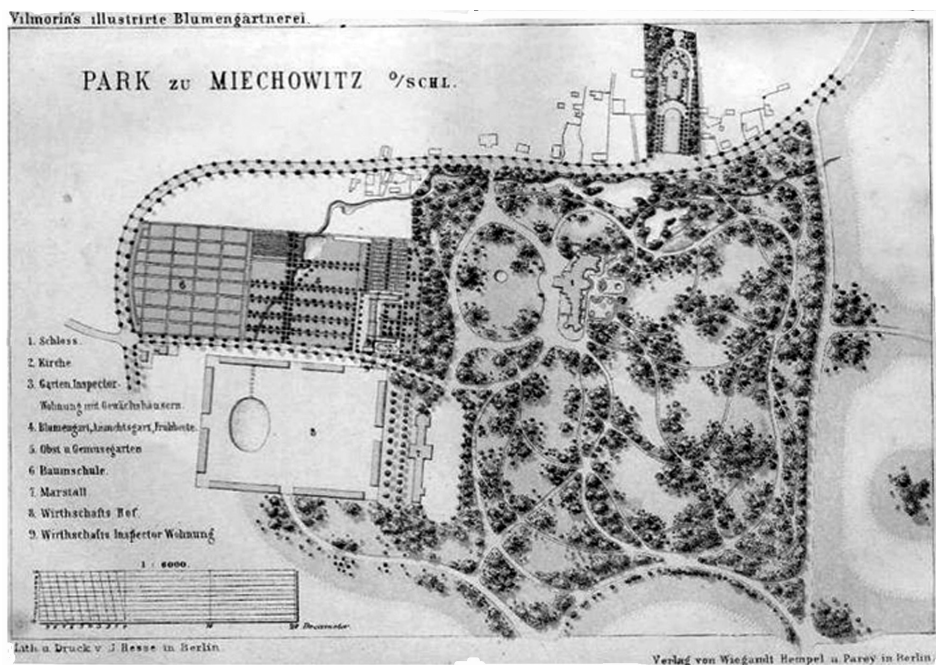 Vilmorin's illustrirte Blumengärtnerei.
PARK ZU MIECHOWITZ O/SCHL.
1. Schloss.
2. Kirche
3. Garten Inspector-
Wohnung mit Gewächshäusern.
4. Blumengart, Anzuchtsgart, Frühbeete.
5. Obst u Gemüsegarten
6. Baumschule.
7. Marstall
8. Wirthschafts Hof.
9. Wirthschafts Inspector Wohnung
1 : 6000.
Lith u. Druck v. J Hesse in Berlin.
Verlag von Wiegandt Hempel u Parey in Berlin.